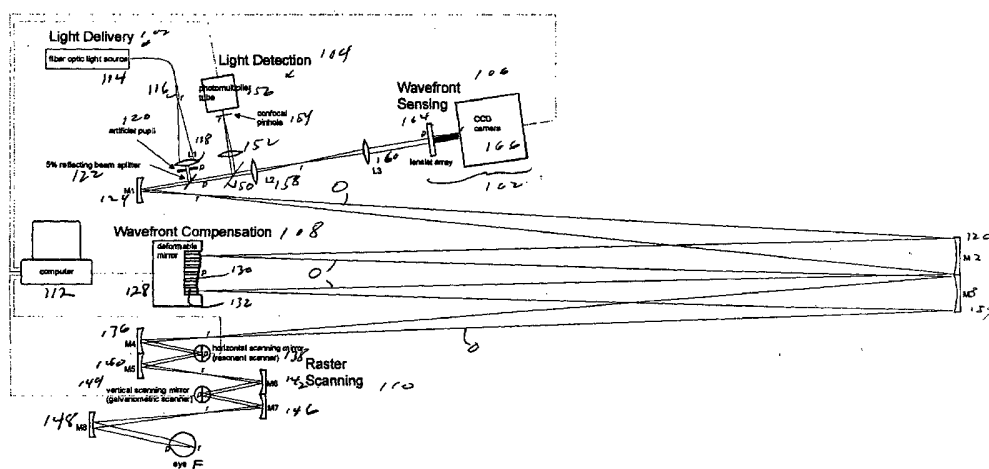 Light Delivery 102
fiber optic light source
114
116
120
artificial pupil
118
L1
5% reflecting beam splitter
122
Light Detection 104
photomultiplier tube
confocal pinhole 154
152
150
L2
158
Wavefront Sensing
106
164
lenslet array
CCD camera
166
160
L3
162
M1
124
O
computer
112
Wavefront Compensation 108
deformable mirror
130
O
128
132
M2
M3
136
M4
horizontal scanning mirror 138
(resonant scanner)
140
M5
Raster Scanning 110
142
M6
144
vertical scanning mirror
(galvanometric scanner)
M7
146
148
M8
eye E